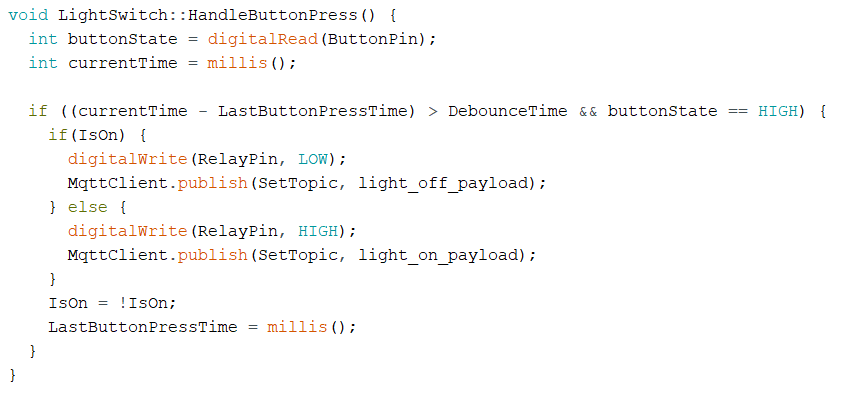 void LightSwitch::HandleButtonPress() {
  int buttonState = digitalRead(ButtonPin);
  int currentTime = millis();

  if ((currentTime - LastButtonPressTime) > DebounceTime && buttonState == HIGH) {
    if(IsOn) {
      digitalWrite(RelayPin, LOW);
      MqttClient.publish(SetTopic, light_off_payload);
    } else {
      digitalWrite(RelayPin, HIGH);
      MqttClient.publish(SetTopic, light_on_payload);
    }
    IsOn = !IsOn;
    LastButtonPressTime = millis();
  }
}